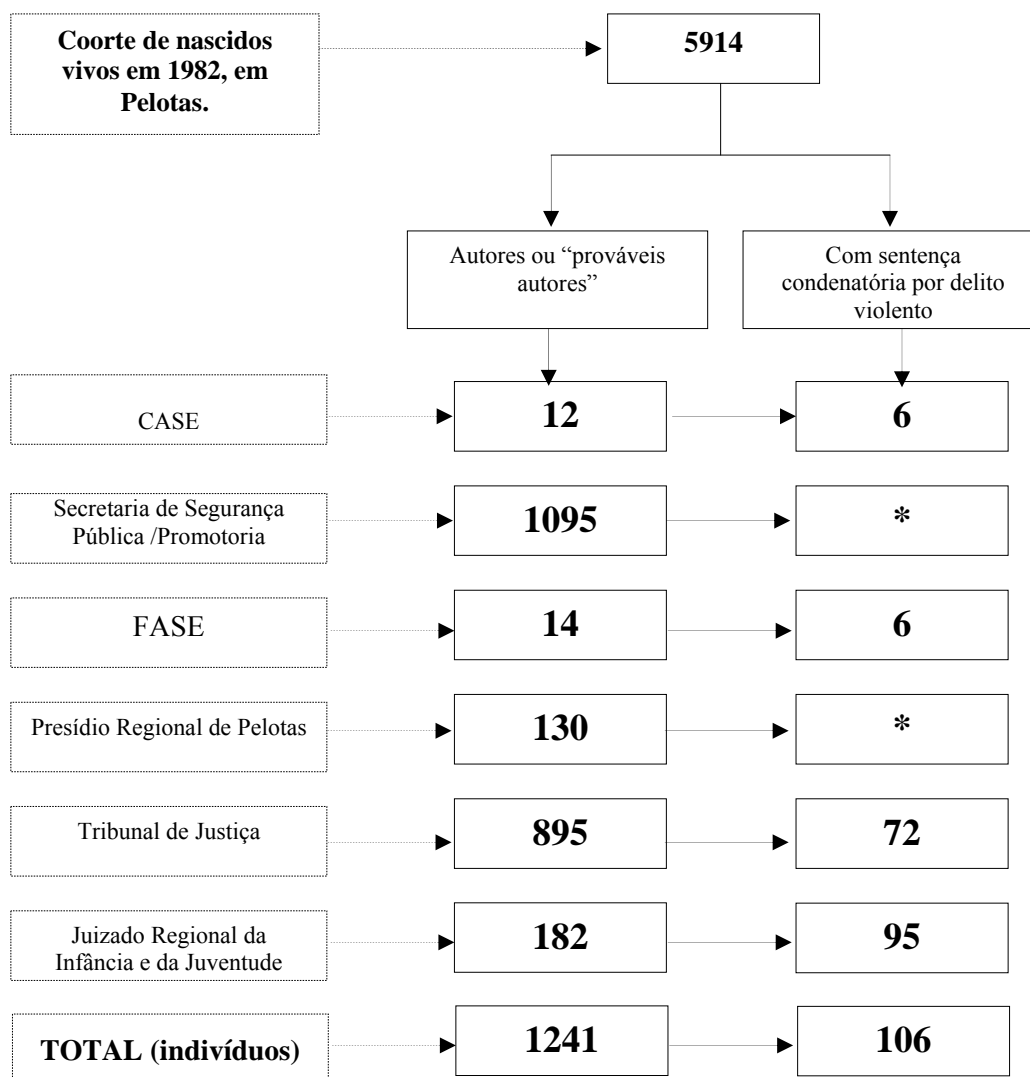 Coorte de nascidos
vivos em 1982, em
Pelotas.
5914
Autores ou “prováveis
autores”
Com sentença
condenatória por delito
violento
CASE
12
6
Secretaria de Segurança
Pública /Promotoria
1095
*
FASE
14
6
Presídio Regional de Pelotas
130
*
Tribunal de Justiça
895
72
Juizado Regional da
Infância e da Juventude
182
95
TOTAL (indivíduos)
1241
106